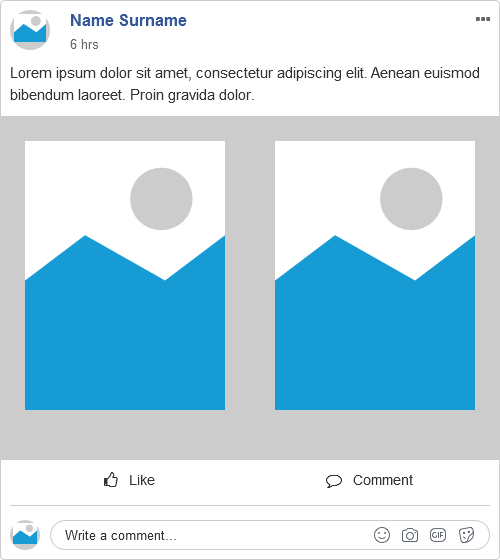 Name Surname
6 hrs
Lorem ipsum dolor sit amet, consectetur adipiscing elit. Aenean euismod
bibendum laoreet. Proin gravida dolor.
Like
Comment
Write a comment...
GIF